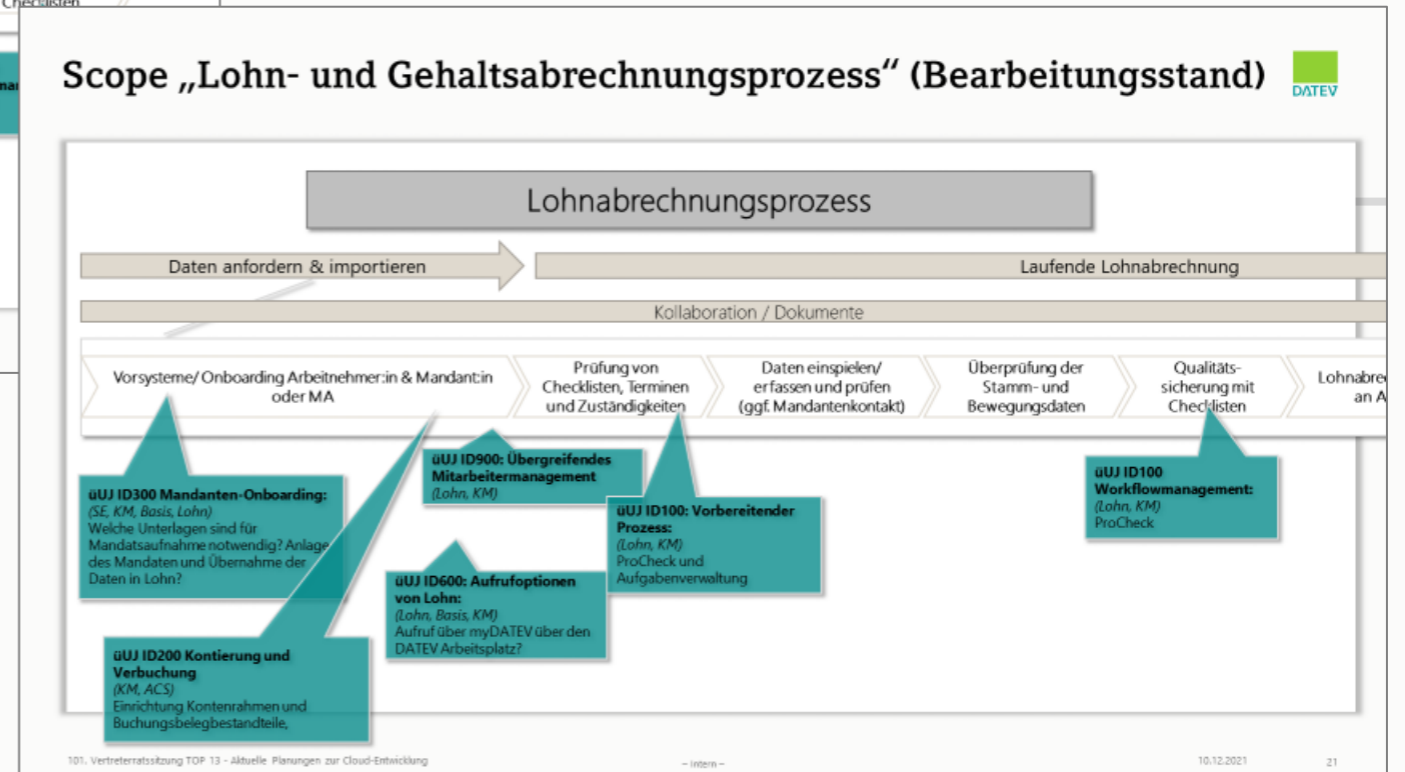 Checklisten
Scope „Lohn- und Gehaltsabrechnungsprozess“ (Bearbeitungsstand)
DATEV
Lohnabrechnungsprozess
Daten anfordern & importieren
Laufende Lohnabrechnung
Kollaboration / Dokumente
Vorsysteme/ Onboarding Arbeitnehmer:in & Mandant:in
oder MA
Prüfung von
Checklisten, Terminen
und Zuständigkeiten
Daten einspielen/
erfassen und prüfen
(ggf. Mandantenkontakt)
Überprüfung der
Stamm- und
Bewegungsdaten
Qualitäts-
sicherung mit
Checklisten
Lohnabre
an A
üUJ ID300 Mandanten-Onboarding:
(SE, KM, Basis, Lohn)
Welche Unterlagen sind für
Mandatsaufnahme notwendig? Anlage
des Mandaten und Übernahme der
Daten in Lohn?
üUJ ID900: Übergreifendes
Mitarbeitermanagement
(Lohn, KM)
üUJ ID100: Vorbereitender
Prozess:
(Lohn, KM)
ProCheck und
Aufgabenverwaltung
üUJ ID100
Workflowmanagement:
(Lohn, KM)
ProCheck
üUJ ID600: Aufrufoptionen
von Lohn:
(Lohn, Basis, KM)
Aufruf über myDATEV über den
DATEV Arbeitsplatz?
üUJ ID200 Kontierung und
Verbuchung
(KM, ACS)
Einrichtung Kontenrahmen und
Buchungsbelegbestandteile,
101. Vertreterratssitzung TOP 13 - Aktuelle Planungen zur Cloud-Entwicklung
– Intern –
10.12.2021
21